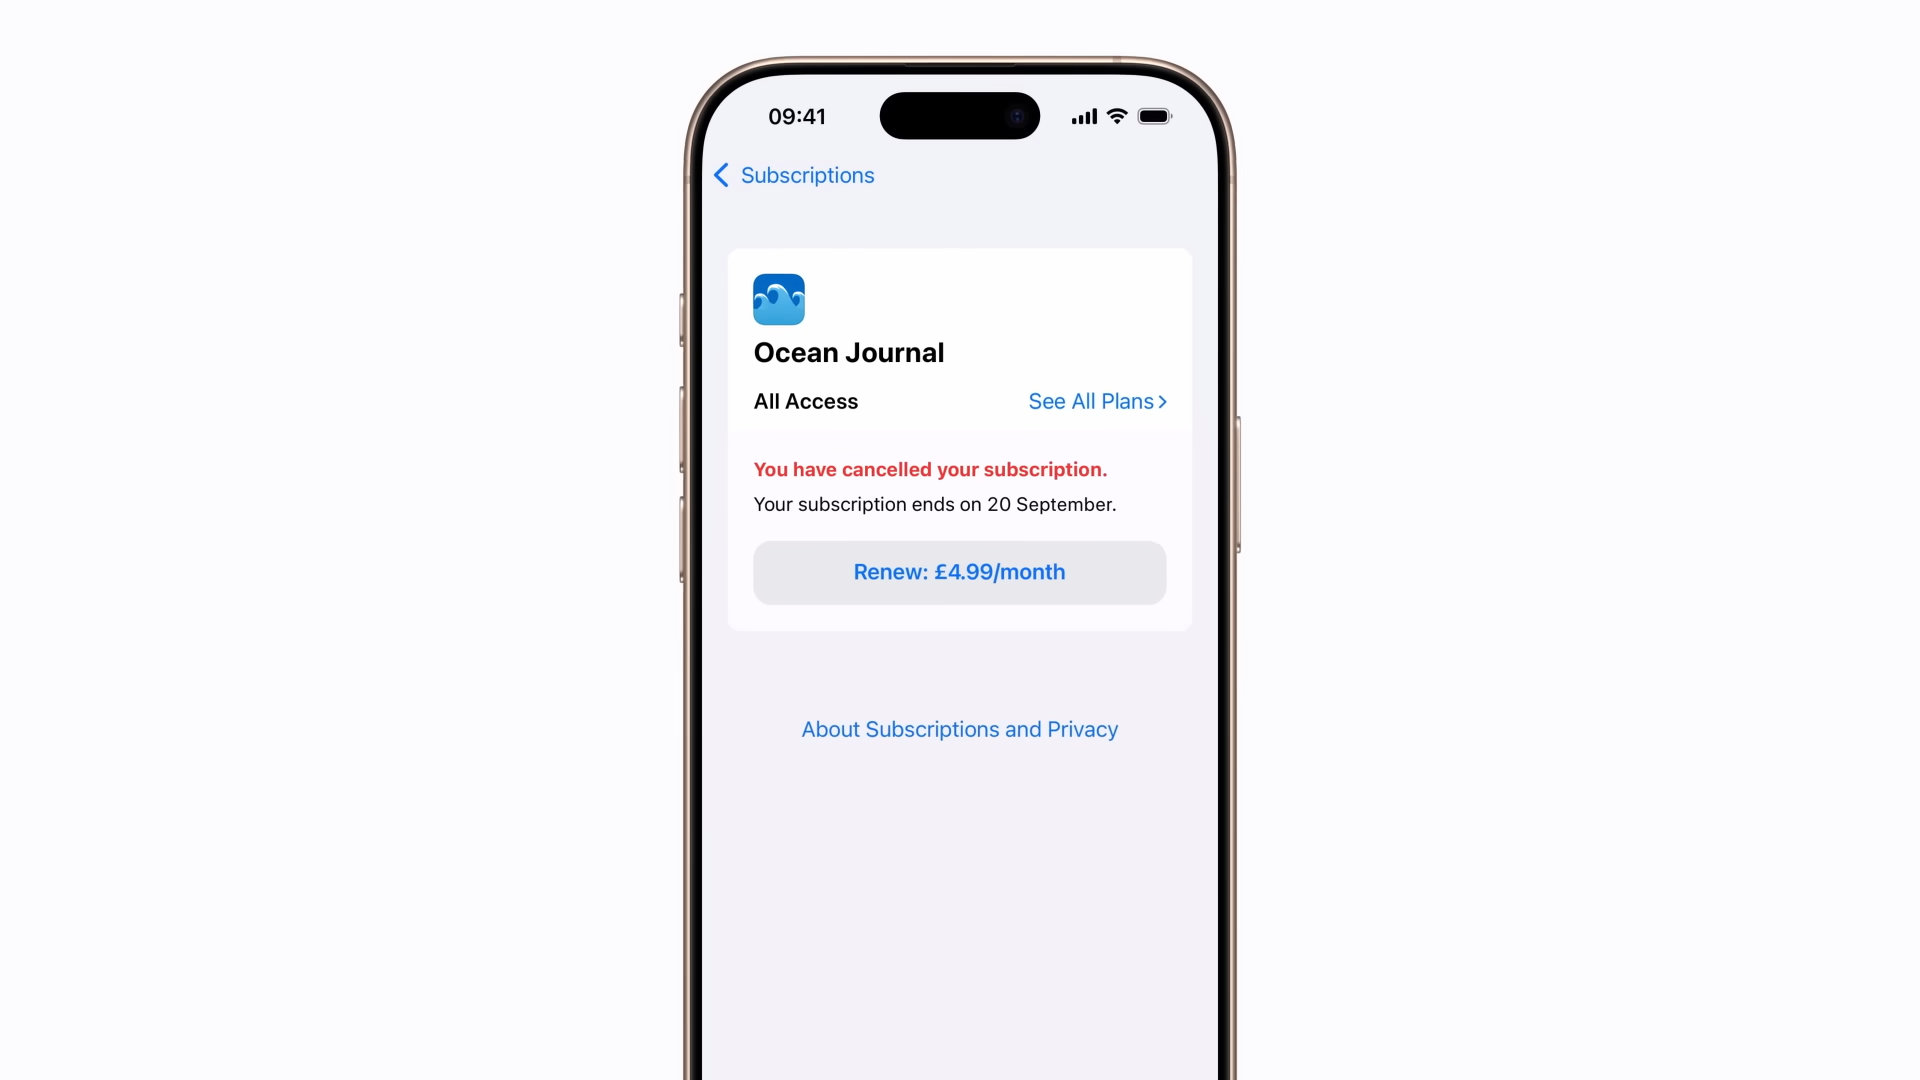 09:41
Subscriptions
Ocean Journal
All Access
See All Plans
You have cancelled your subscription.
Your subscription ends on 20 September.
Renew: £4.99/month
About Subscriptions and Privacy